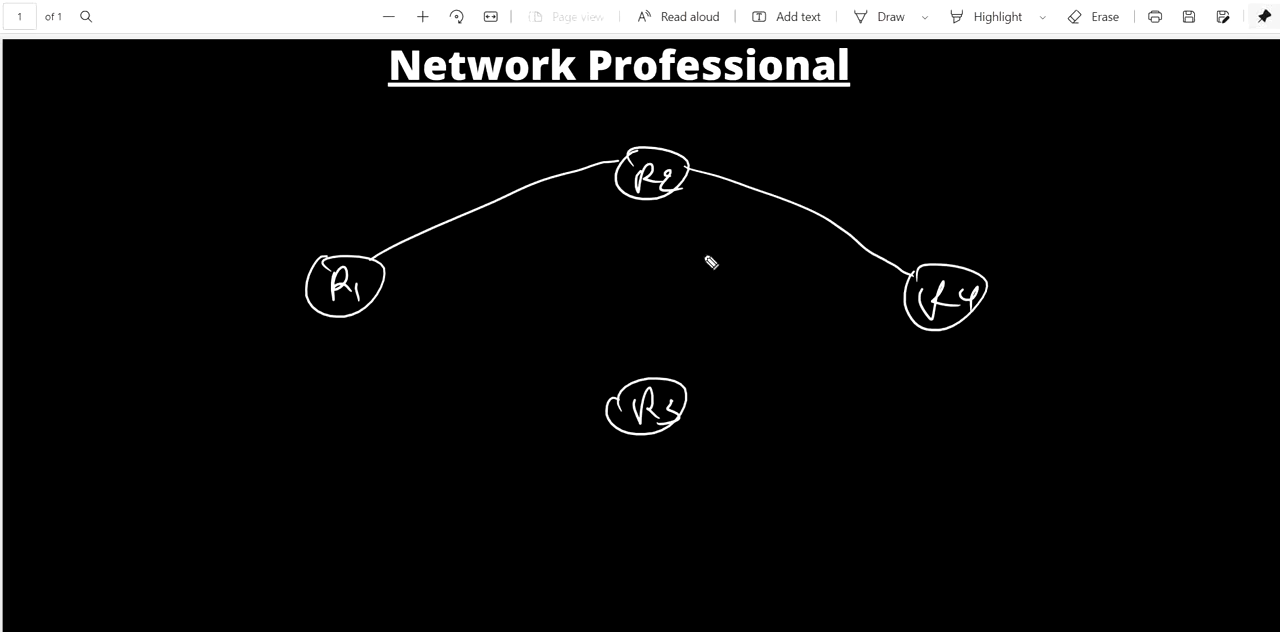 1 of 1 Page view Read aloud Add text Draw Highlight Erase
Network Professional
R2
R1
R4
R3